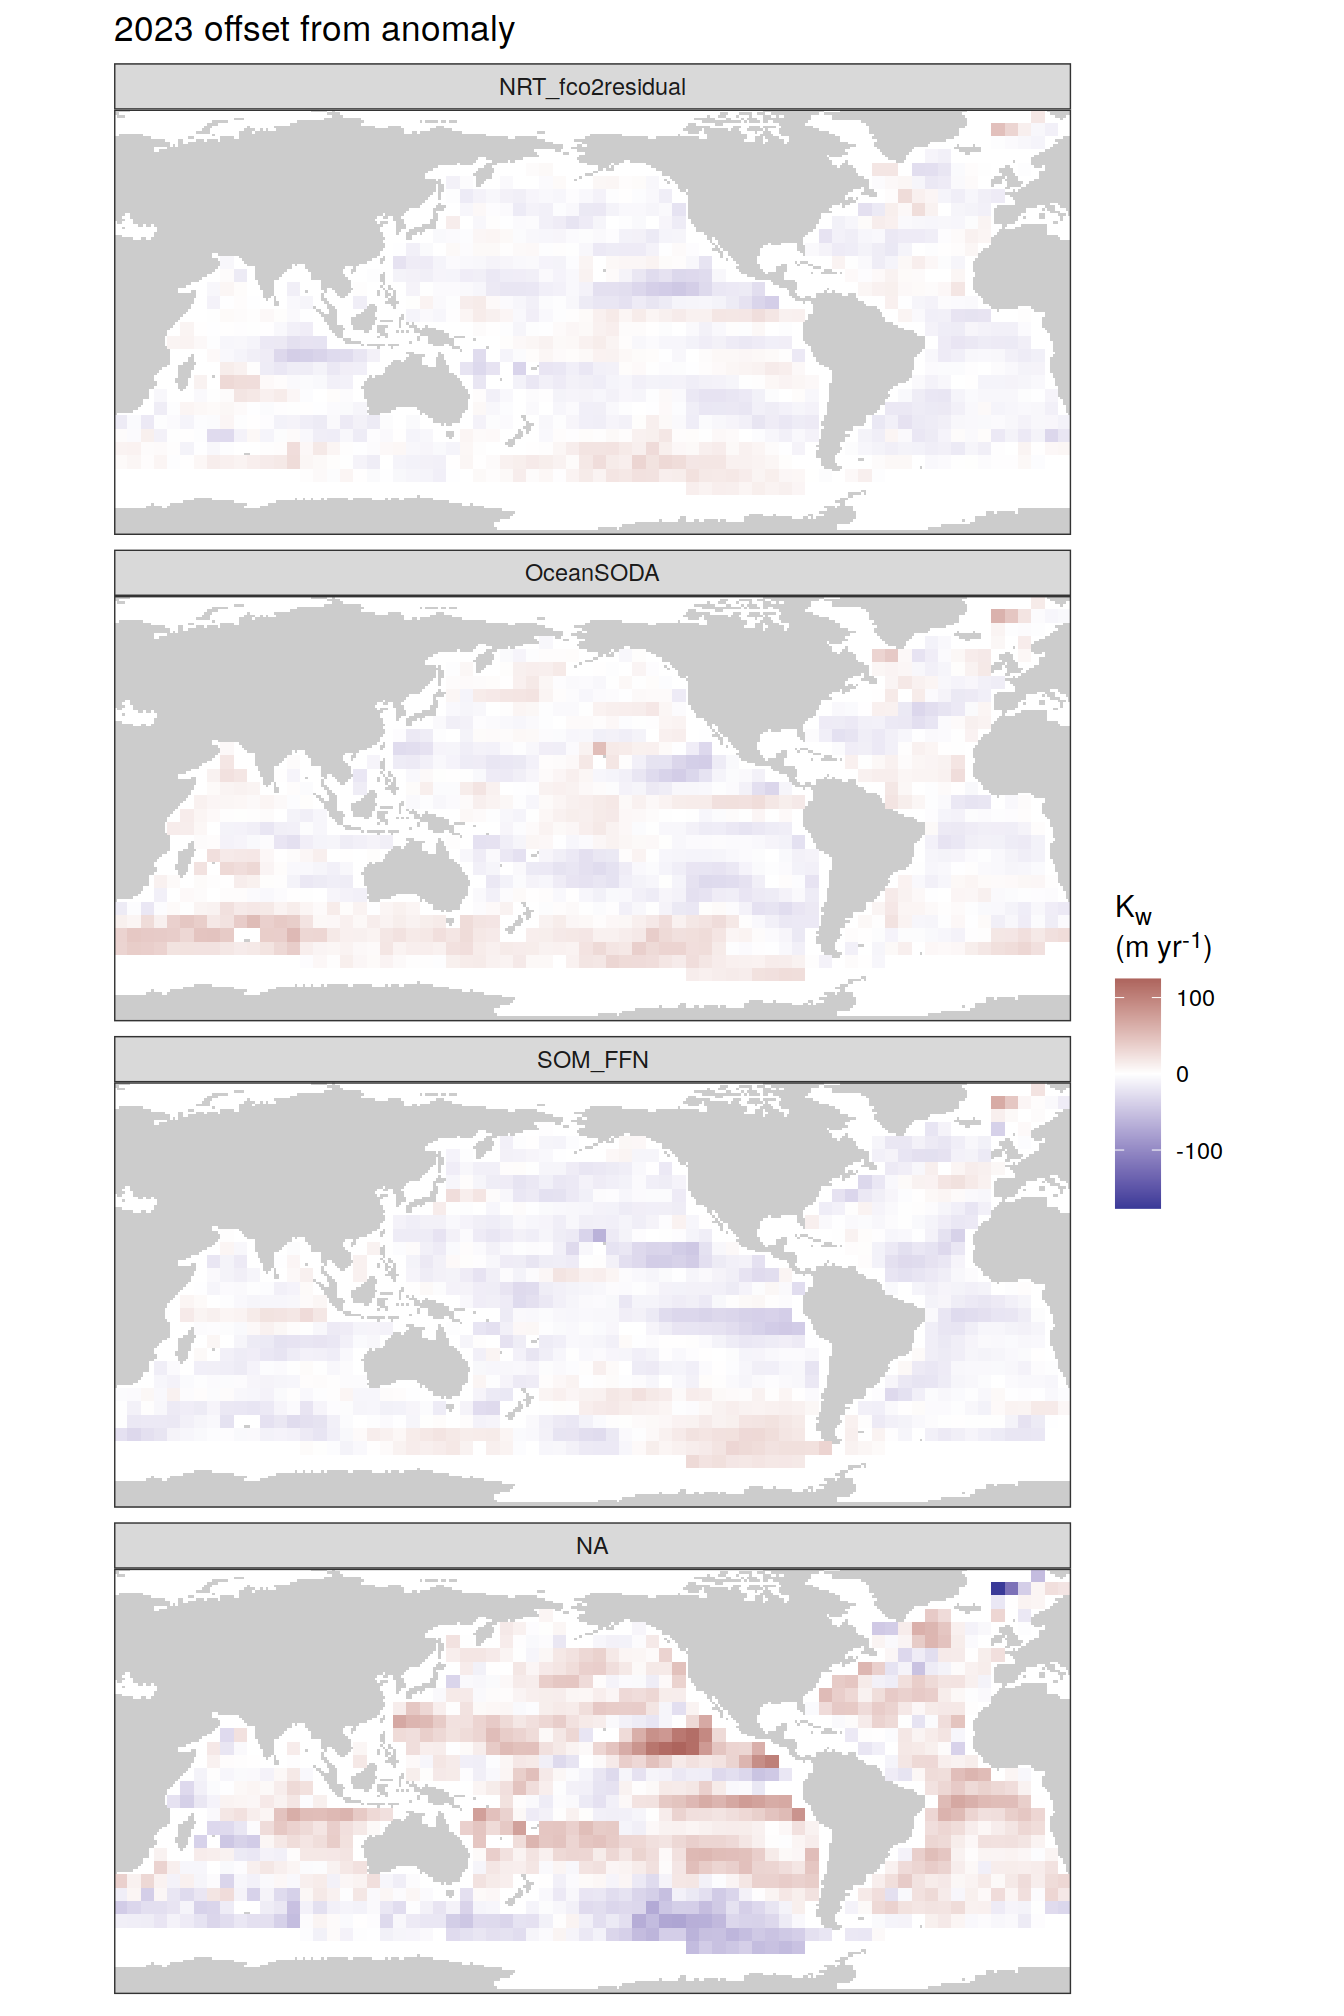 2023 offset from anomaly
NRT_fco2residual
OceanSODA
SOM_FFN
NA
Kw
(m yr-1)
100
0
-100